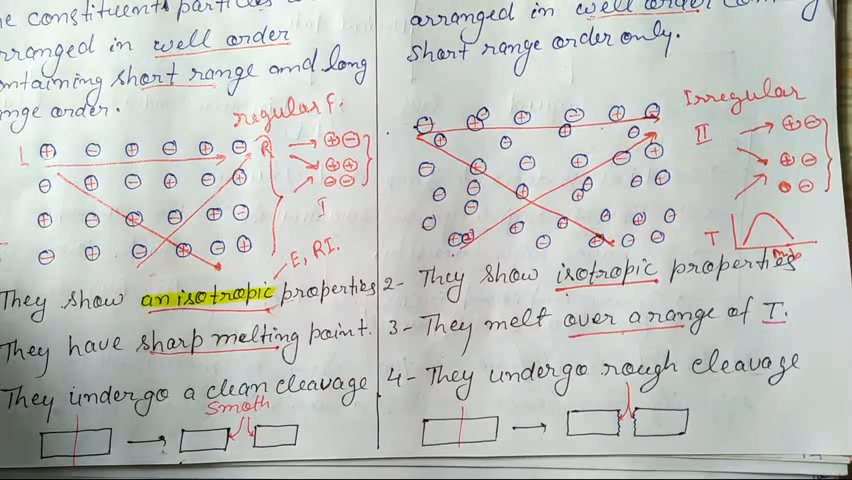 constituent particles
arranged in well order
containing short range and long
range order.
regular F.
L
R
I
E, RI.
They show anisotropic properties
They have sharp melting point.
They undergo a clean cleavage
Smoth
arranged in well order
short range order only.
Irregular
II
T
2- They show isotropic properties
3- They melt over a range of T.
4- They undergo rough cleavage